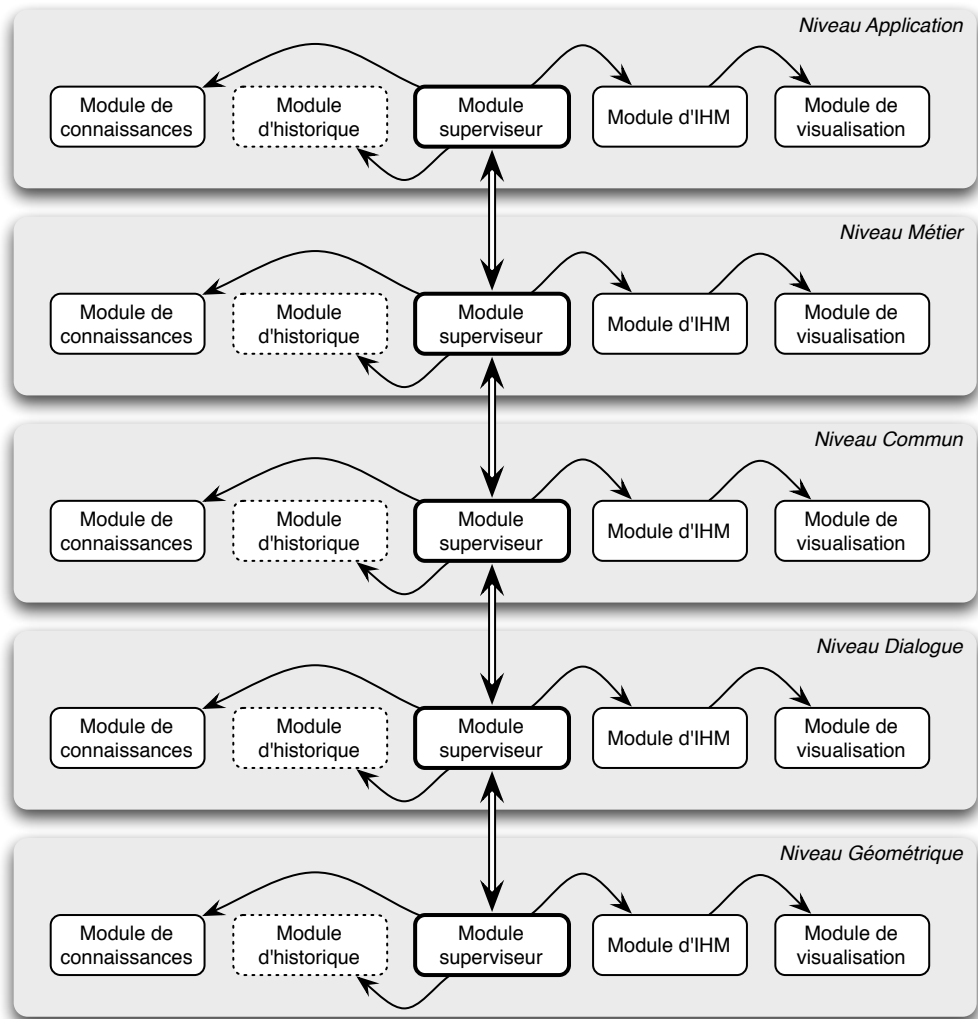 Niveau Application
Module de
connaissances
Module
d'historique
Module
superviseur
Module d'IHM
Module de
visualisation
Niveau Métier
Module de
connaissances
Module
d'historique
Module
superviseur
Module d'IHM
Module de
visualisation
Niveau Commun
Module de
connaissances
Module
d'historique
Module
superviseur
Module d'IHM
Module de
visualisation
Niveau Dialogue
Module de
connaissances
Module
d'historique
Module
superviseur
Module d'IHM
Module de
visualisation
Niveau Géométrique
Module de
connaissances
Module
d'historique
Module
superviseur
Module d'IHM
Module de
visualisation